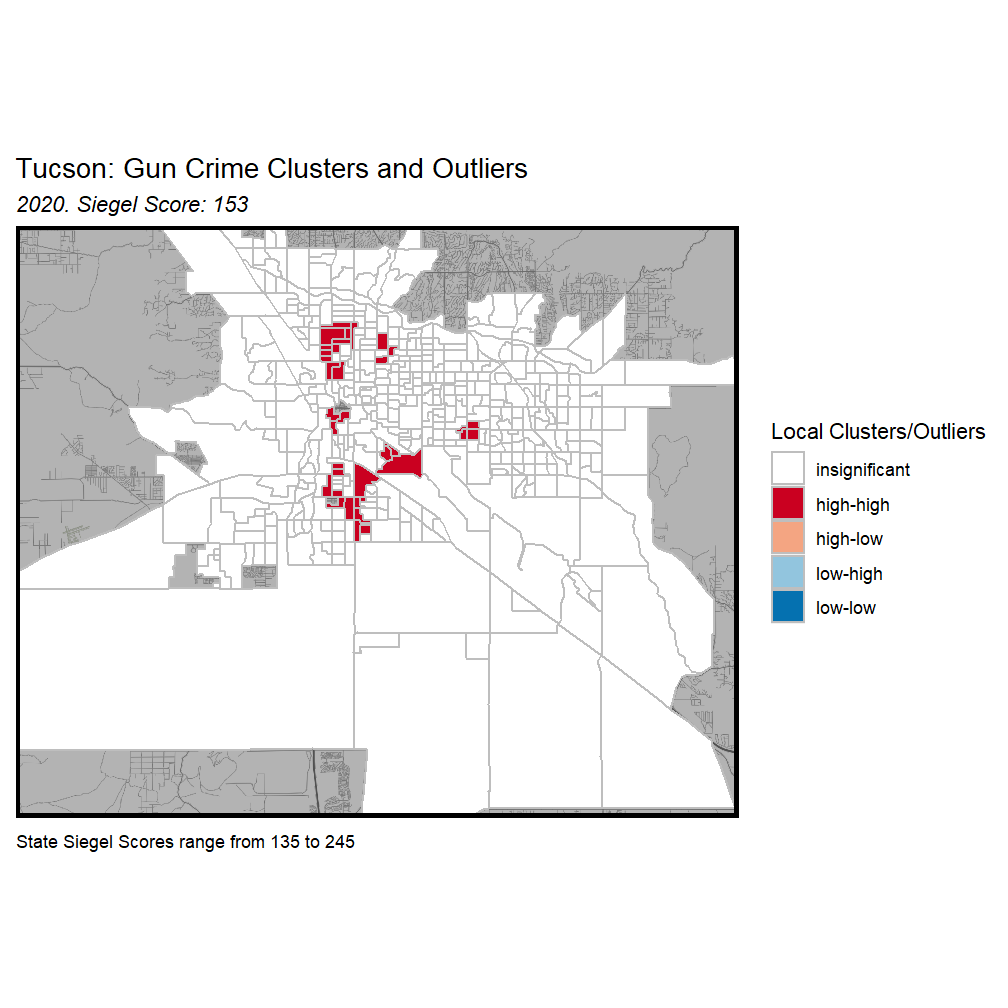 Tucson: Gun Crime Clusters and Outliers
2020. Siegel Score: 153
Local Clusters/Outliers
insignificant
high-high
high-low
low-high
low-low
State Siegel Scores range from 135 to 245